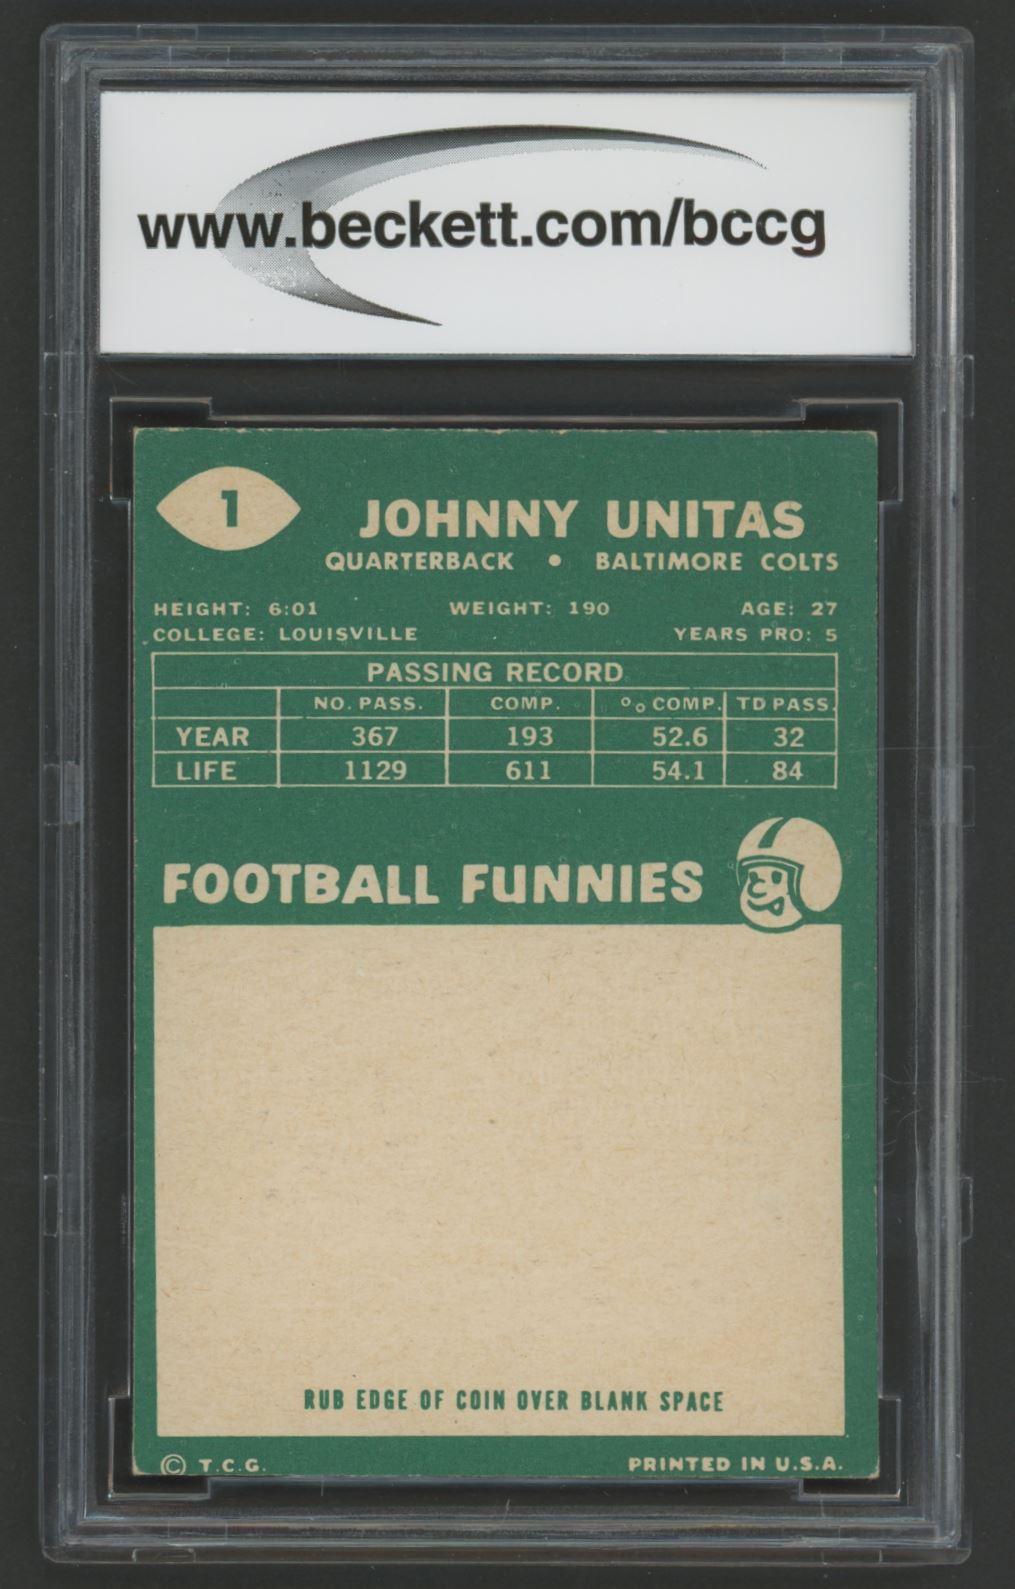 www.beckett.com/bccg
1
JOHNNY UNITAS
QUARTERBACK • BALTIMORE COLTS
HEIGHT: 6:01 WEIGHT: 190 AGE: 27
COLLEGE: LOUISVILLE YEARS PRO: 5
PASSING RECORD
NO. PASS. COMP. % COMP. TD PASS.
YEAR 367 193 52.6 32
LIFE 1129 611 54.1 84
FOOTBALL FUNNIES
RUB EDGE OF COIN OVER BLANK SPACE
© T.C.G. PRINTED IN U.S.A.